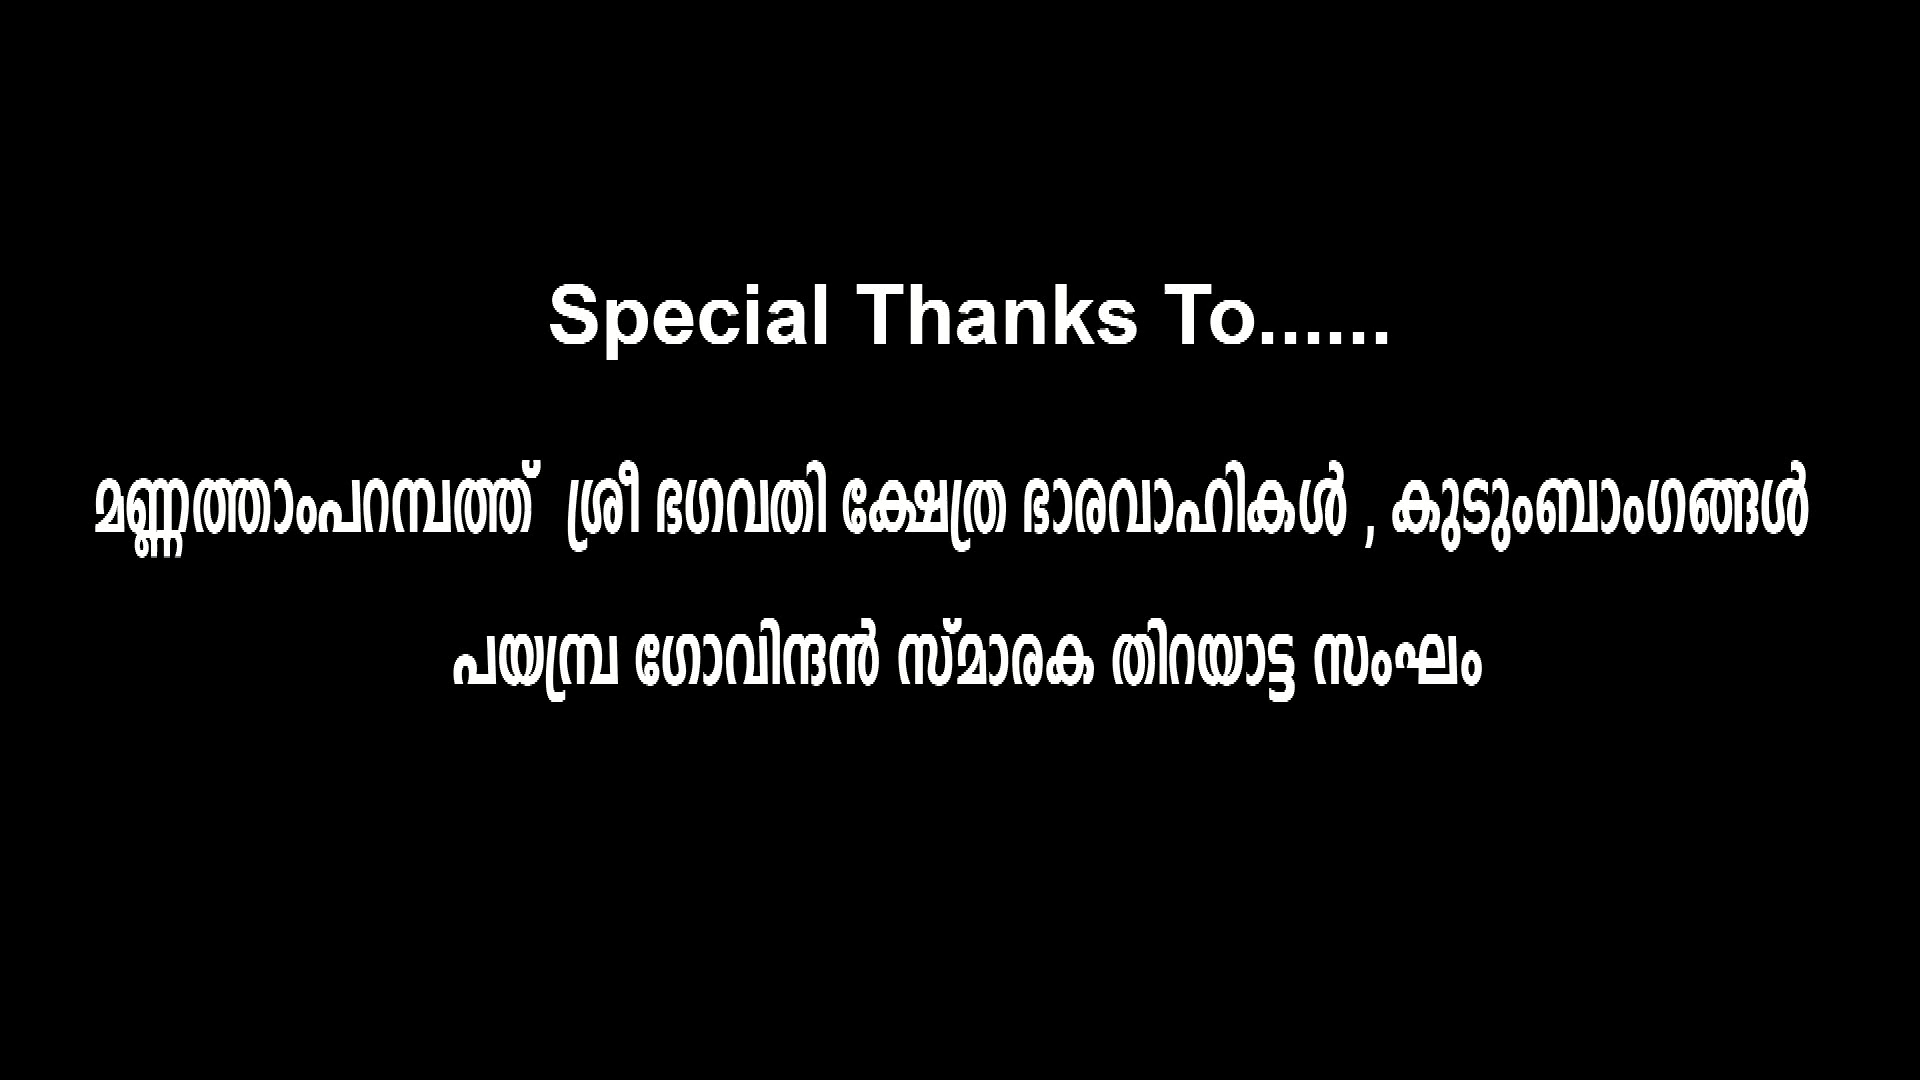 Special Thanks To......
മണ്ണത്താംപറമ്പത്ത് ശ്രീ ഭഗവതി ക്ഷേത്ര ഭാരവാഹികൾ , കുടുംബാംഗങ്ങൾ
പയമ്പ്ര ഗോവിന്ദൻ സ്മാരക തിറയാട്ട സംഘം